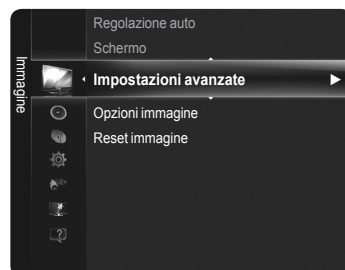 Immagine
Regolazione auto
Schermo
Impostazioni avanzate
Opzioni immagine
Reset immagine